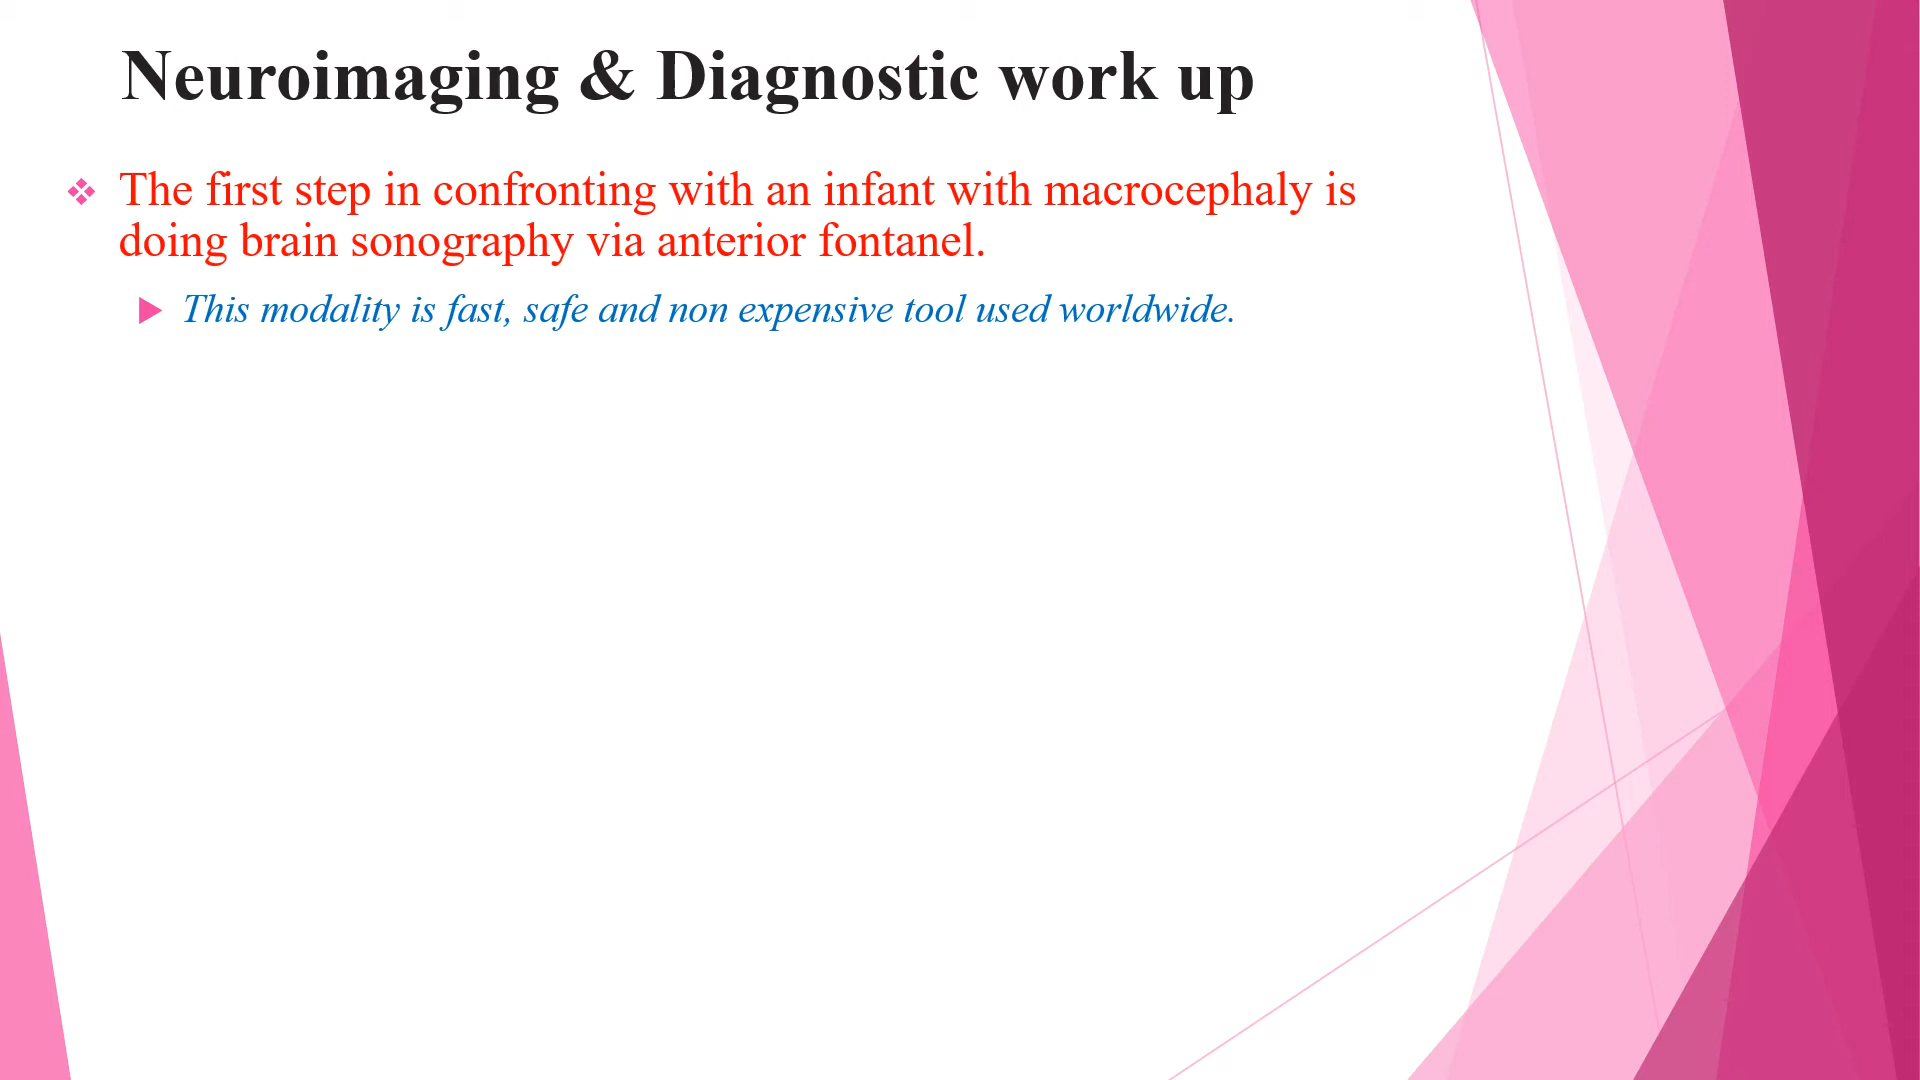 Neuroimaging & Diagnostic work up
The first step in confronting with an infant with macrocephaly is
doing brain sonography via anterior fontanel.
This modality is fast, safe and non expensive tool used worldwide.